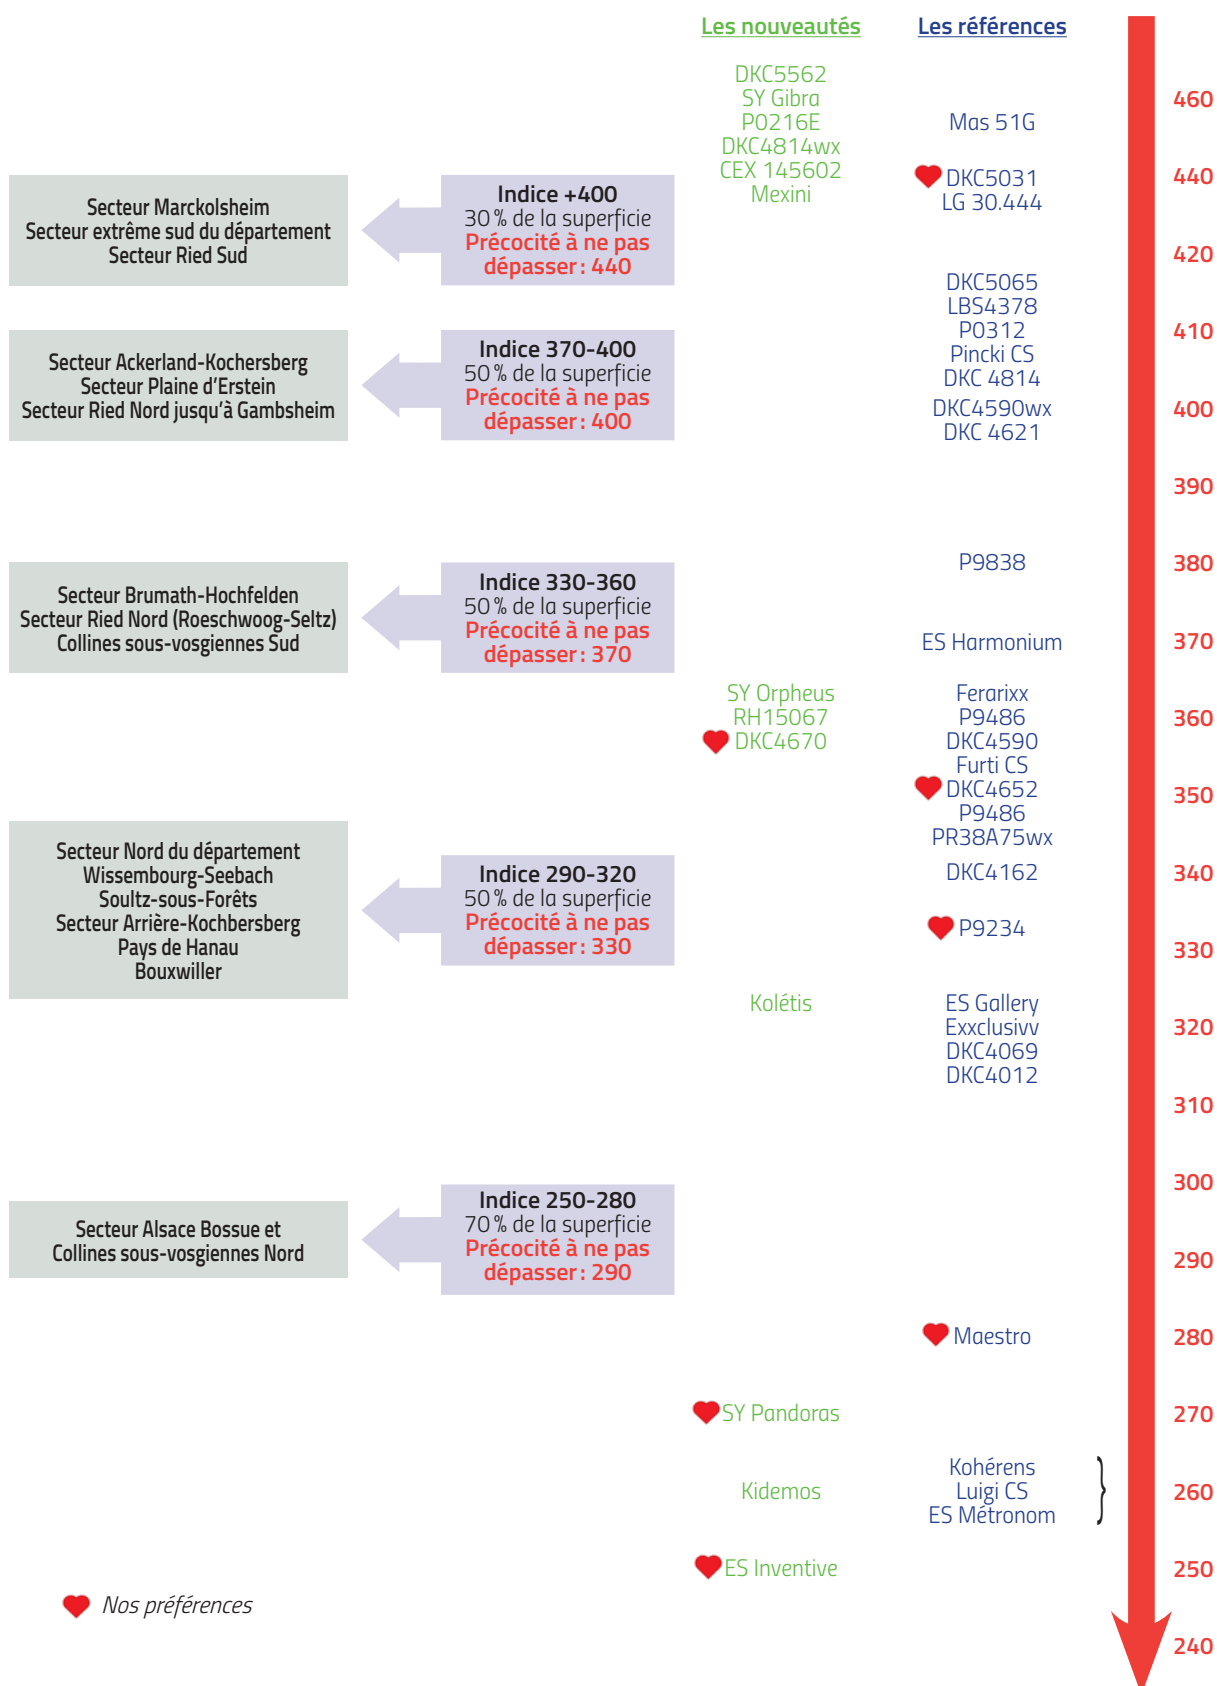 Les nouveautés
DKC5562
SY Gibra
P0216E
DKC4814wx
CEX 145602
Mexini
SY Orpheus
RH15067
DKC4670
Kolétis
SY Pandoras
Kidemos
ES Inventive
Les références
Mas 51G
DKC5031
LG 30.444
DKC5065
LBS4378
P0312
Pincki CS
DKC 4814
DKC4590wx
DKC 4621
P9838
ES Harmonium
Ferarixx
P9486
DKC4590
Furti CS
DKC4652
P9486
PR38A75wx
DKC4162
P9234
ES Gallery
Exxclusivv
DKC4069
DKC4012
Maestro
Kohérens
Luigi CS
ES Métronom
}
460
440
420
410
400
390
380
370
360
350
340
330
320
310
300
290
280
270
260
250
240
Secteur Marckolsheim
Secteur extrême sud du département
Secteur Ried Sud
Indice +400
30 % de la superficie
Précocité à ne pas
dépasser : 440
Secteur Ackerland-Kochersberg
Secteur Plaine d'Erstein
Secteur Ried Nord jusqu'à Gambsheim
Indice 370-400
50 % de la superficie
Précocité à ne pas
dépasser : 400
Secteur Brumath-Hochfelden
Secteur Ried Nord (Roeschwoog-Seltz)
Collines sous-vosgiennes Sud
Indice 330-360
50 % de la superficie
Précocité à ne pas
dépasser : 370
Secteur Nord du département
Wissembourg-Seebach
Soultz-sous-Forêts
Secteur Arrière-Kochbersberg
Pays de Hanau
Bouxwiller
Indice 290-320
50 % de la superficie
Précocité à ne pas
dépasser : 330
Secteur Alsace Bossue et
Collines sous-vosgiennes Nord
Indice 250-280
70 % de la superficie
Précocité à ne pas
dépasser : 290
Nos préférences